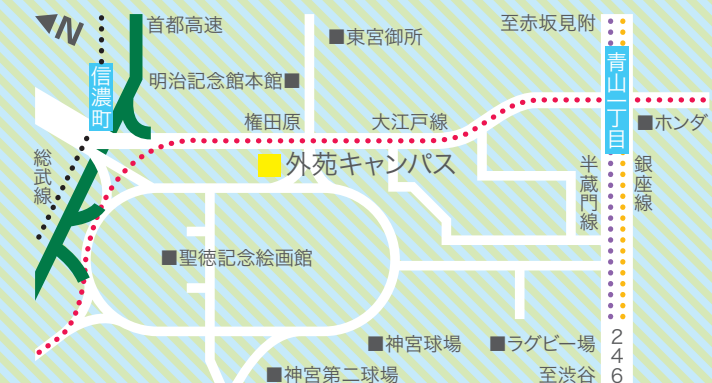 N
首都高速
■東宮御所
至赤坂見附
信濃町
明治記念館本館■
青山一丁目
権田原
大江戸線
■ホンダ
総武線
外苑キャンパス
半蔵門線
銀座線
■聖徳記念絵画館
■神宮球場
■ラグビー場
246
■神宮第二球場
至渋谷